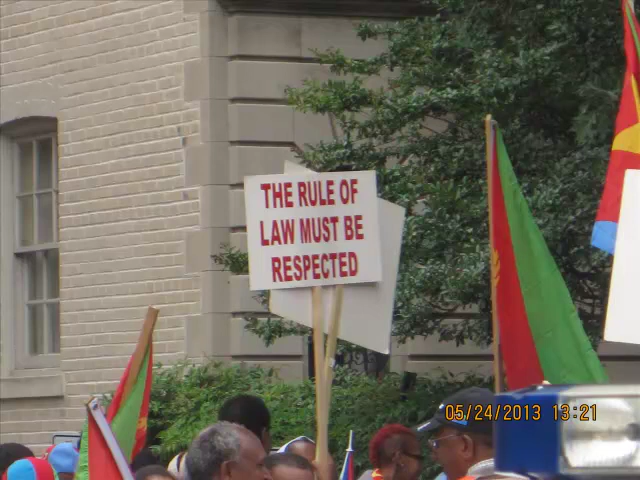 THE RULE OF
LAW MUST BE
RESPECTED
05/24/2013 13:21